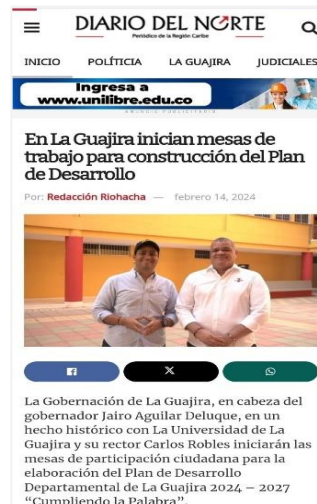 DIARIO DEL NORTE
Periódico de la Región Caribe
INICIO POLÍTICIA LA GUAJIRA JUDICIALES
Ingresa a
www.unilibre.edu.co
ANUNCIO PUBLICITARIO
En La Guajira inician mesas de
trabajo para construcción del Plan
de Desarrollo
Por: Redacción Riohacha — febrero 14, 2024
La Gobernación de La Guajira, en cabeza del
gobernador Jairo Aguilar Deluque, en un
hecho histórico con La Universidad de La
Guajira y su rector Carlos Robles iniciarán las
mesas de participación ciudadana para la
elaboración del Plan de Desarrollo
Departamental de La Guajira 2024 – 2027
“Cumpliendo la Palabra”.